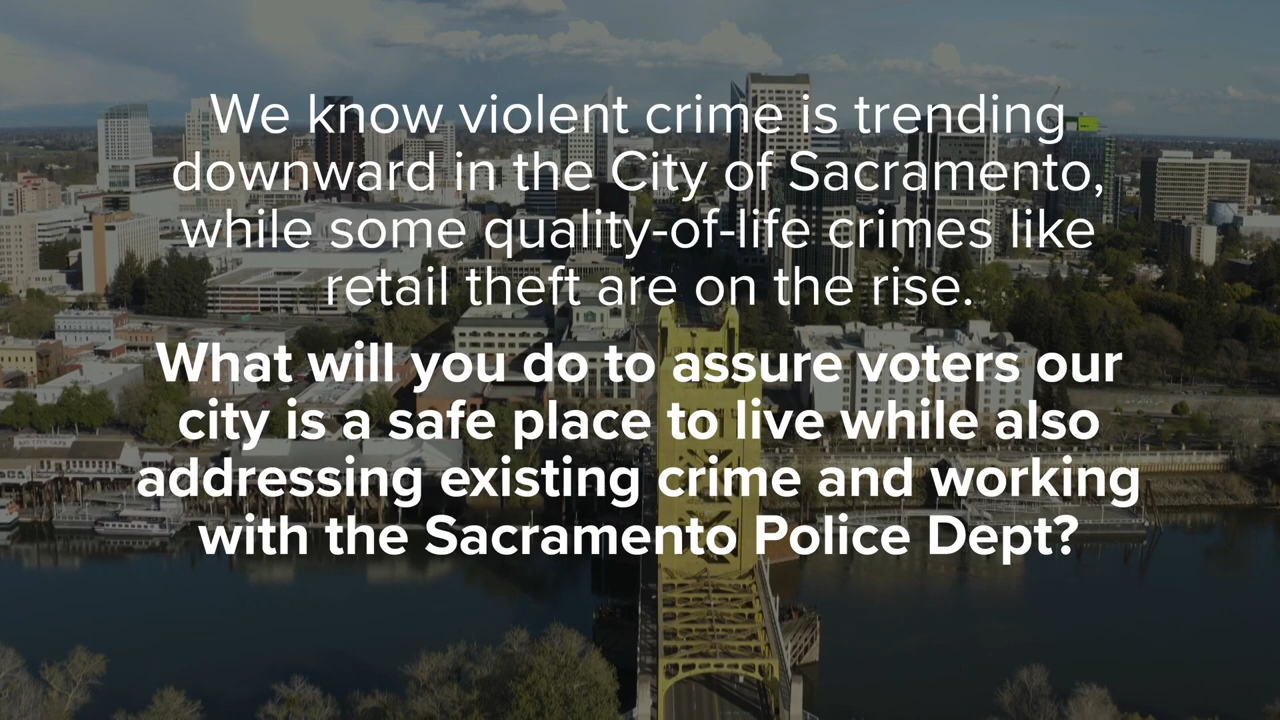 We know violent crime is trending
downward in the City of Sacramento,
while some quality-of-life crimes like
retail theft are on the rise.
What will you do to assure voters our
city is a safe place to live while also
addressing existing crime and working
with the Sacramento Police Dept?